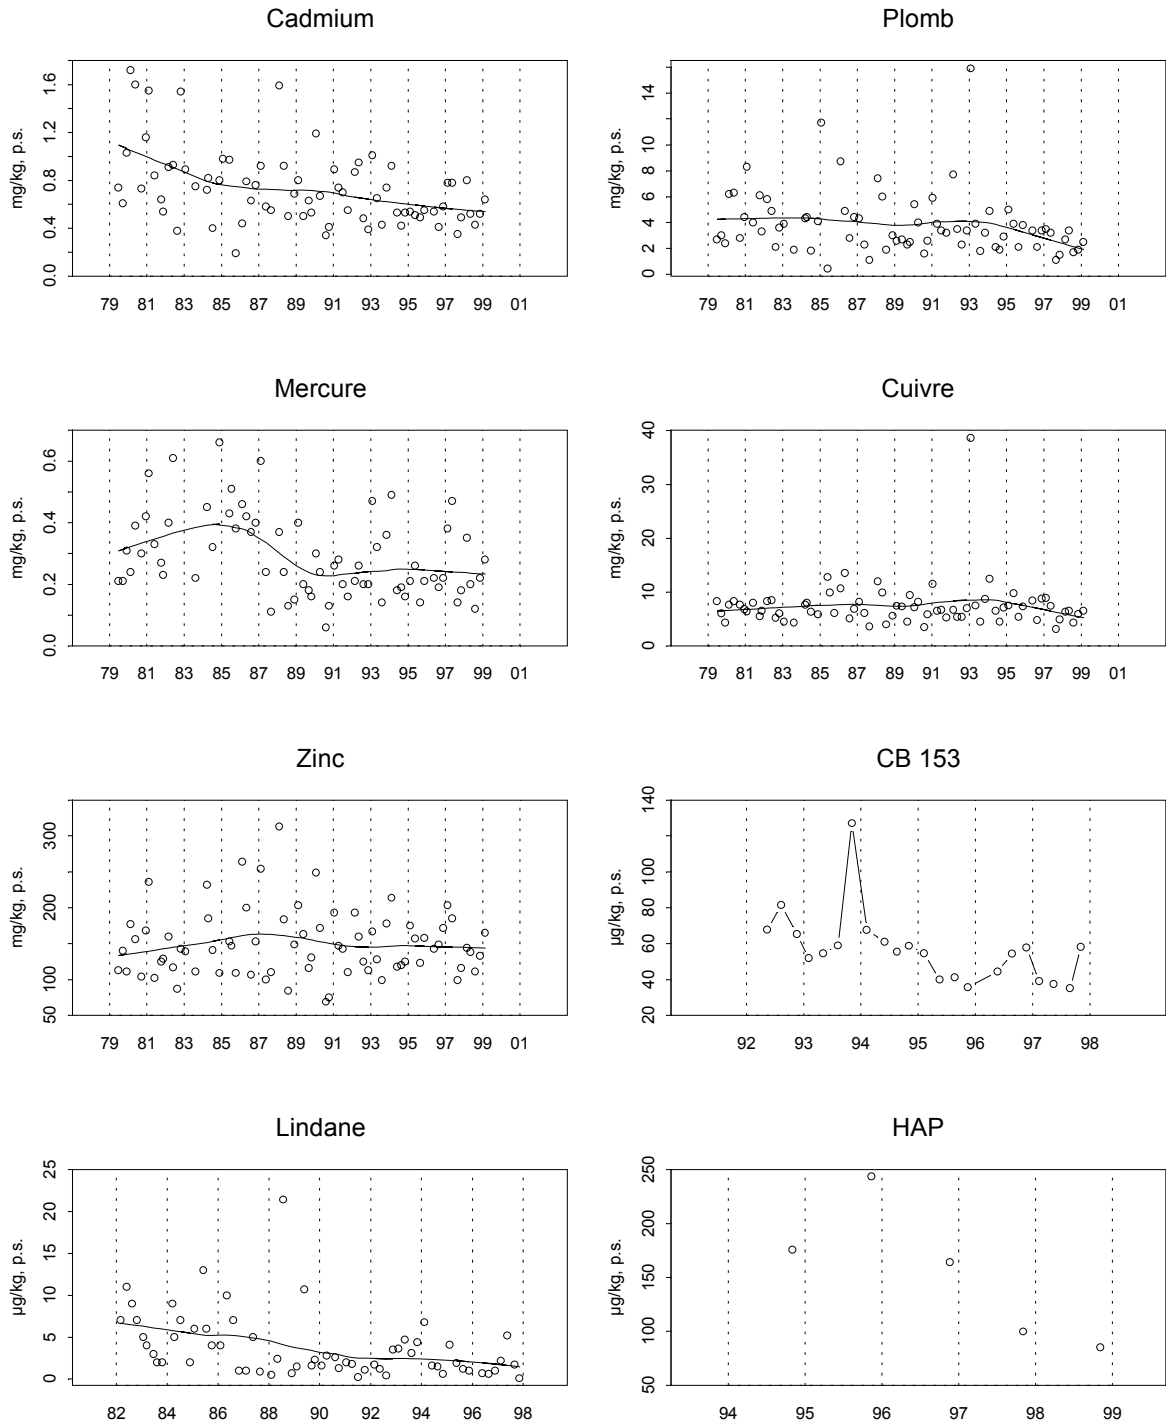 Cadmium
mg/kg, p.s.
0.0 0.4 0.8 1.2 1.6
79 81 83 85 87 89 91 93 95 97 99 01
Plomb
mg/kg, p.s.
0 2 4 6 8 10 14
79 81 83 85 87 89 91 93 95 97 99 01
Mercure
mg/kg, p.s.
0.0 0.2 0.4 0.6
79 81 83 85 87 89 91 93 95 97 99 01
Cuivre
mg/kg, p.s.
0 10 20 30 40
79 81 83 85 87 89 91 93 95 97 99 01
Zinc
mg/kg, p.s.
50 100 200 300
79 81 83 85 87 89 91 93 95 97 99 01
CB 153
µg/kg, p.s.
20 40 60 80 100 140
92 93 94 95 96 97 98
Lindane
µg/kg, p.s.
0 5 10 15 20 25
82 84 86 88 90 92 94 96 98
HAP
µg/kg, p.s.
50 100 150 200 250
94 95 96 97 98 99